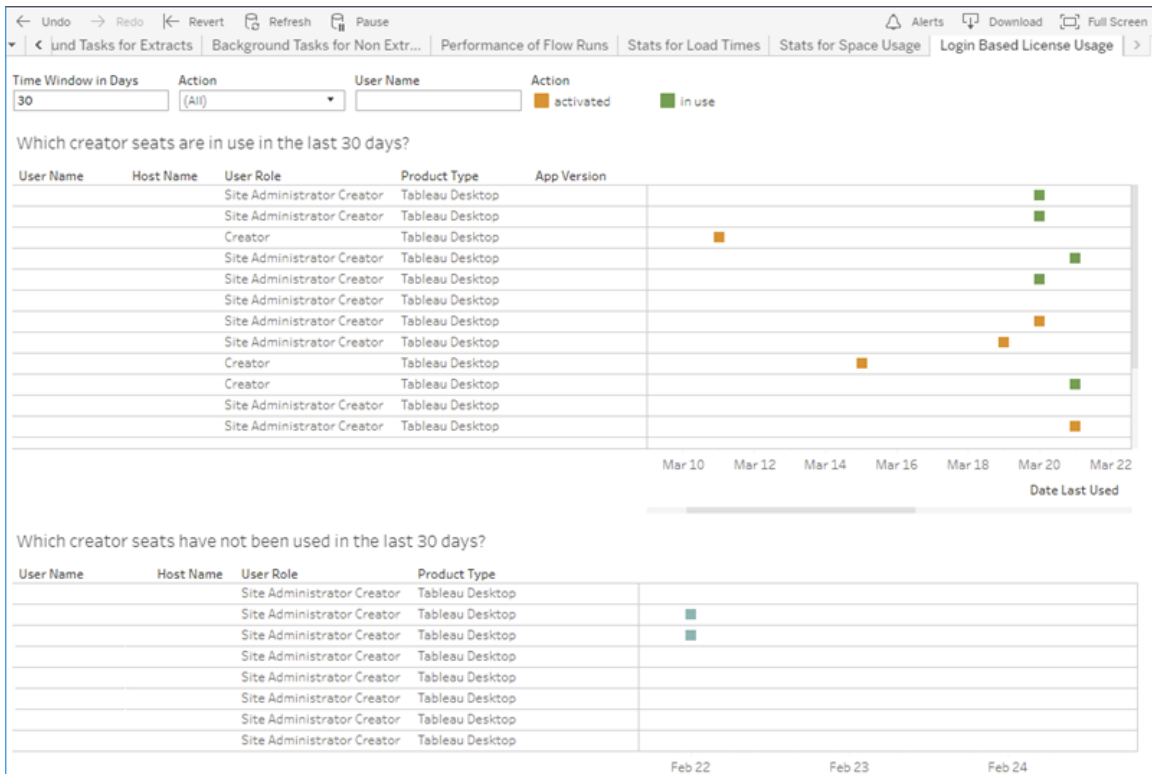 ← Undo → Redo |← Revert Refresh Pause Alerts Download Full Screen
und Tasks for Extracts Background Tasks for Non Extr... Performance of Flow Runs Stats for Load Times Stats for Space Usage Login Based License Usage
Time Window in Days Action User Name Action
30 (All) activated in use
Which creator seats are in use in the last 30 days?
User Name Host Name User Role Product Type App Version
Site Administrator Creator Tableau Desktop
Site Administrator Creator Tableau Desktop
Creator Tableau Desktop
Site Administrator Creator Tableau Desktop
Site Administrator Creator Tableau Desktop
Site Administrator Creator Tableau Desktop
Site Administrator Creator Tableau Desktop
Site Administrator Creator Tableau Desktop
Creator Tableau Desktop
Creator Tableau Desktop
Site Administrator Creator Tableau Desktop
Site Administrator Creator Tableau Desktop
Mar 10 Mar 12 Mar 14 Mar 16 Mar 18 Mar 20 Mar 22
Date Last Used
Which creator seats have not been used in the last 30 days?
User Name Host Name User Role Product Type
Site Administrator Creator Tableau Desktop
Site Administrator Creator Tableau Desktop
Site Administrator Creator Tableau Desktop
Site Administrator Creator Tableau Desktop
Site Administrator Creator Tableau Desktop
Site Administrator Creator Tableau Desktop
Site Administrator Creator Tableau Desktop
Site Administrator Creator Tableau Desktop
Feb 22 Feb 23 Feb 24